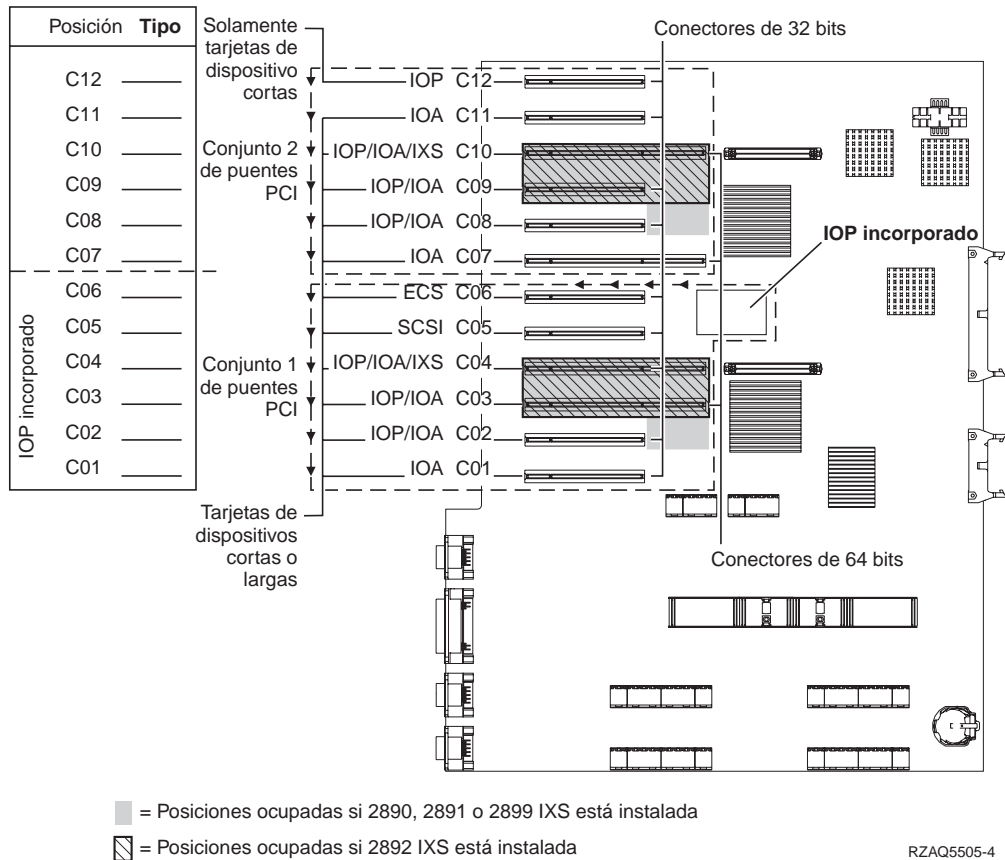 Posición Tipo
C12
C11
C10
C09
C08
C07
C06
C05
C04
C03
C02
C01
IOP incorporado
Solamente
tarjetas de
dispositivo
cortas
Conjunto 2
de puentes
PCI
Conjunto 1
de puentes
PCI
Tarjetas de
dispositivos
cortas o
largas
Conectores de 32 bits
IOP C12
IOA C11
IOP/IOA/IXS C10
IOP/IOA C09
IOP/IOA C08
IOA C07
ECS C06
SCSI C05
IOP/IOA/IXS C04
IOP/IOA C03
IOP/IOA C02
IOA C01
IOP incorporado
Conectores de 64 bits
= Posiciones ocupadas si 2890, 2891 o 2899 IXS está instalada
= Posiciones ocupadas si 2892 IXS está instalada
RZAQ5505-4